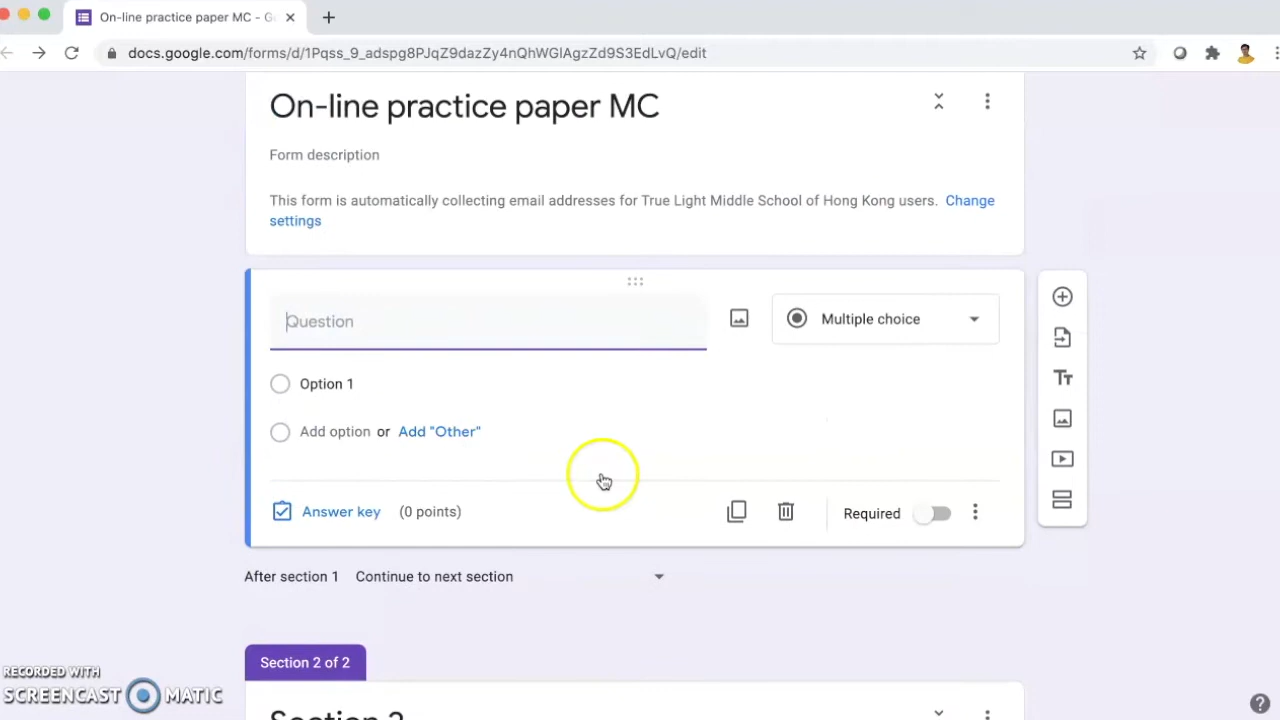 On-line practice paper MC - G
docs.google.com/forms/d/1Pqss_9_adspg8PJqZ9dazZy4nQhWGlAgzZd9S3EdLvQ/edit
On-line practice paper MC
Form description
This form is automatically collecting email addresses for True Light Middle School of Hong Kong users. Change
settings
Question
Multiple choice
Option 1
Add option or Add "Other"
Answer key (0 points)
Required
After section 1 Continue to next section
Section 2 of 2
Section 2
RECORDED WITH
SCREENCAST MATIC